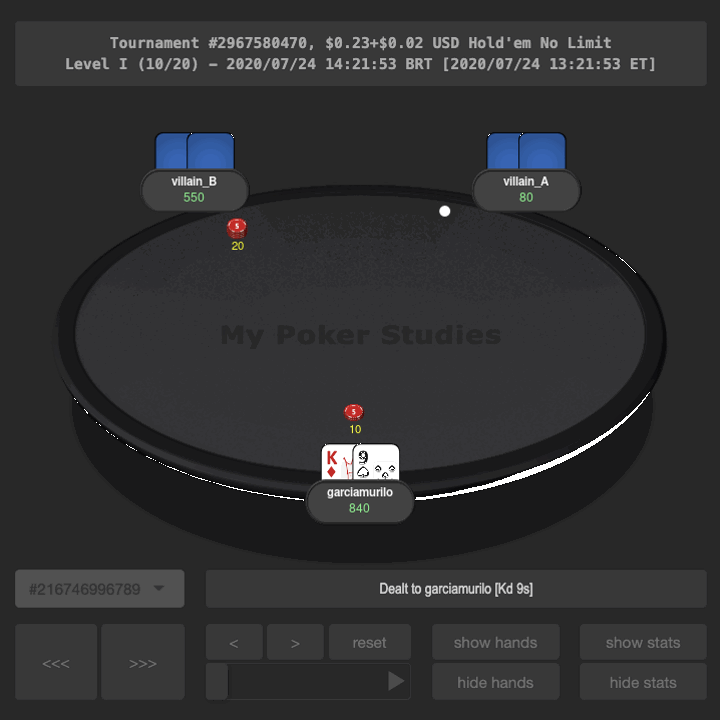 Tournament #2967580470, $0.23+$0.02 USD Hold'em No Limit
Level I (10/20) – 2020/07/24 14:21:53 BRT [2020/07/24 13:21:53 ET]
villain_B
550
villain_A
80
$
20
My Poker Studies
$
10
K 9
garciamurilo
840
#216746996789
Dealt to garciamurilo [Kd 9s]
<<< >>>
< > reset
show hands
show stats
hide hands
hide stats